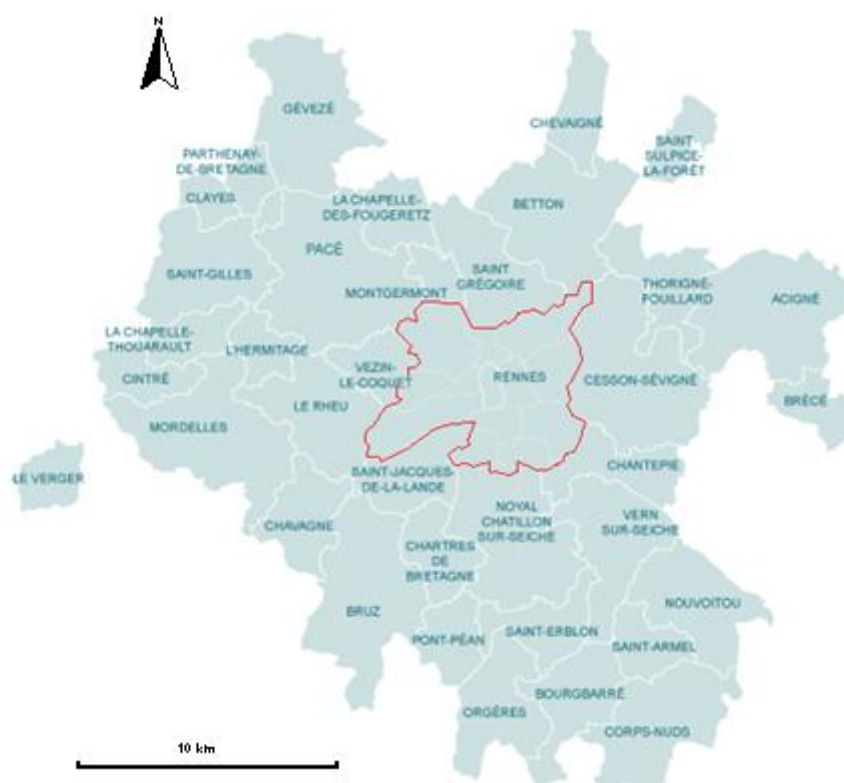 N
GÉVEZÉ
CHEVAIGNÉ
SAINT
SULPICE-
LA-FORÊT
PARTHENAY-
DE-BRETAGNE
CLAYES
LA CHAPELLE-
DES-FOUGERETZ
BETTON
PACÉ
SAINT-GILLES
SAINT
GRÉGOIRE
THORIGNÉ-
FOUILLARD
ACIGNÉ
MONTGERMONT
LA CHAPELLE-
THOUARAULT
L'HERMITAGE
VEZIN-
LE-COQUET
RENNES
CESSON-SÉVIGNÉ
CINTRÉ
LE RHEU
BRÉCÉ
MORDELLES
CHANTEPIE
LE VERGER
SAINT-JACQUES-
DE-LA-LANDE
NOYAL
CHATILLON
SUR-SEICHE
VERN
SUR-SEICHE
CHAVAGNE
CHARTRES
DE
BRETAGNE
BRUZ
NOUVOITOU
PONT-PÉAN
SAINT-ERBLON
SAINT-ARMEL
BOURGBARRÉ
ORGÈRES
CORPS-NUDS
10 km